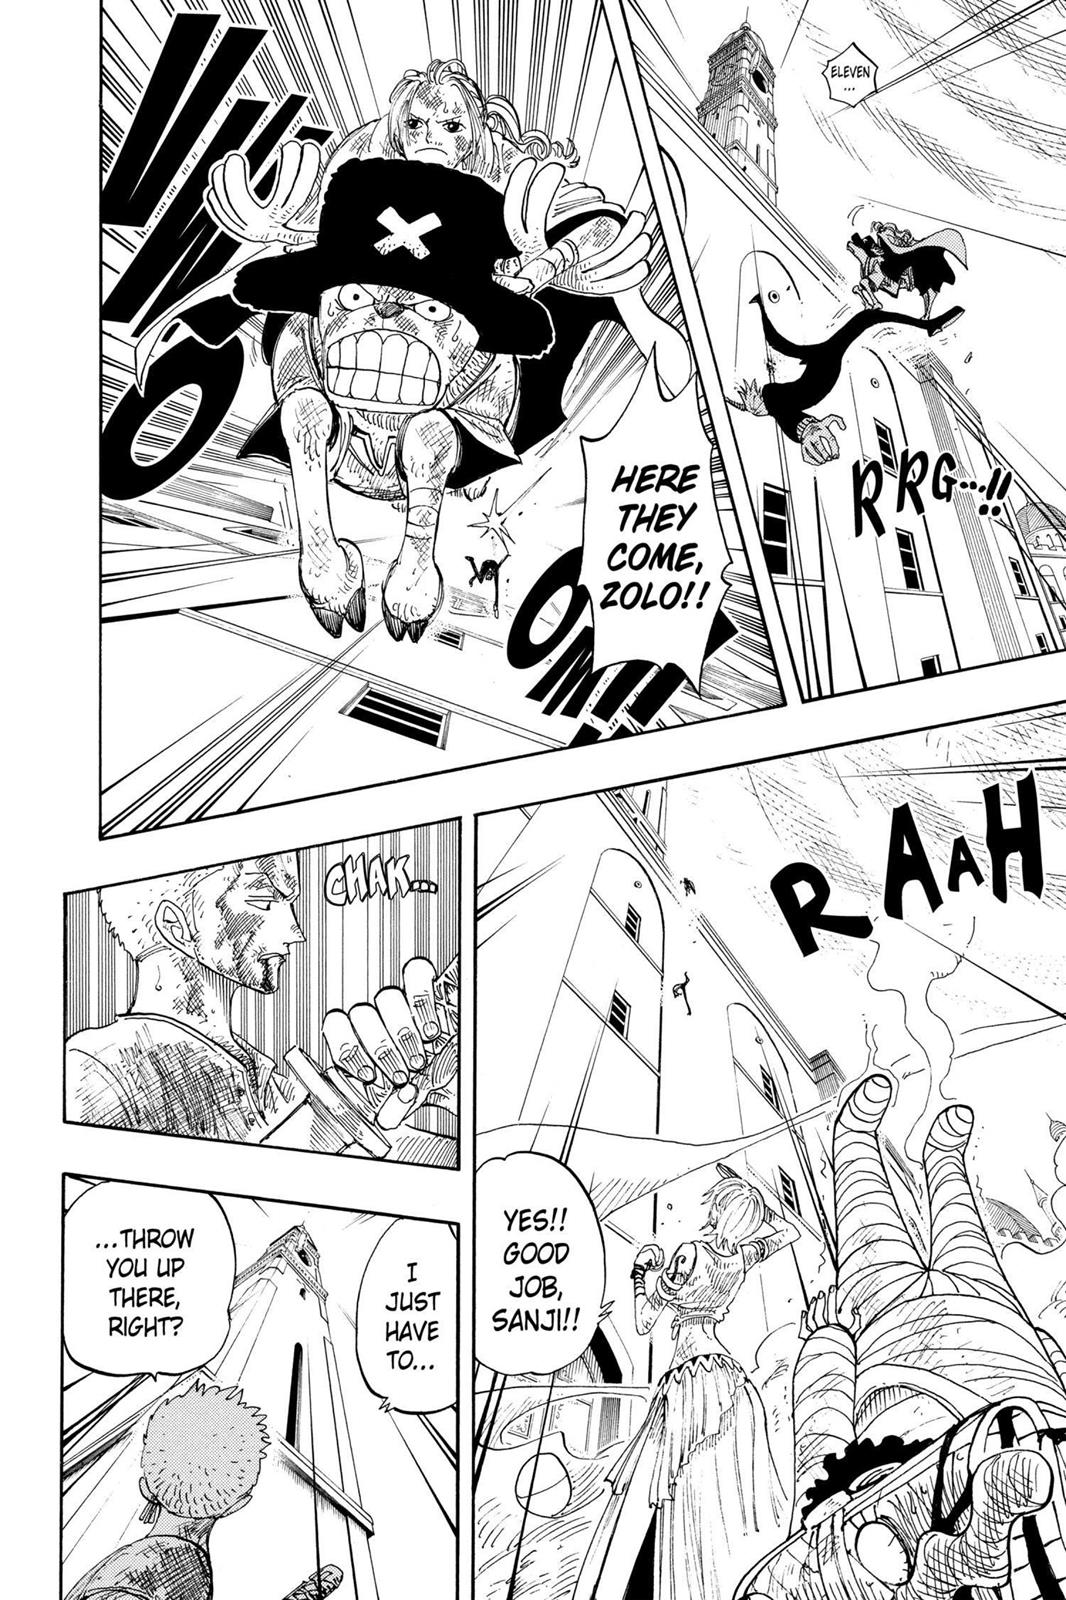 ELEVEN
...
RRG...!!
VWOOM!!
HERE
THEY
COME,
ZOLO!!
RAAH
YES!!
GOOD
JOB,
SANJI!!
CHAK...
I
JUST
HAVE
TO...
...THROW
YOU UP
THERE,
RIGHT?